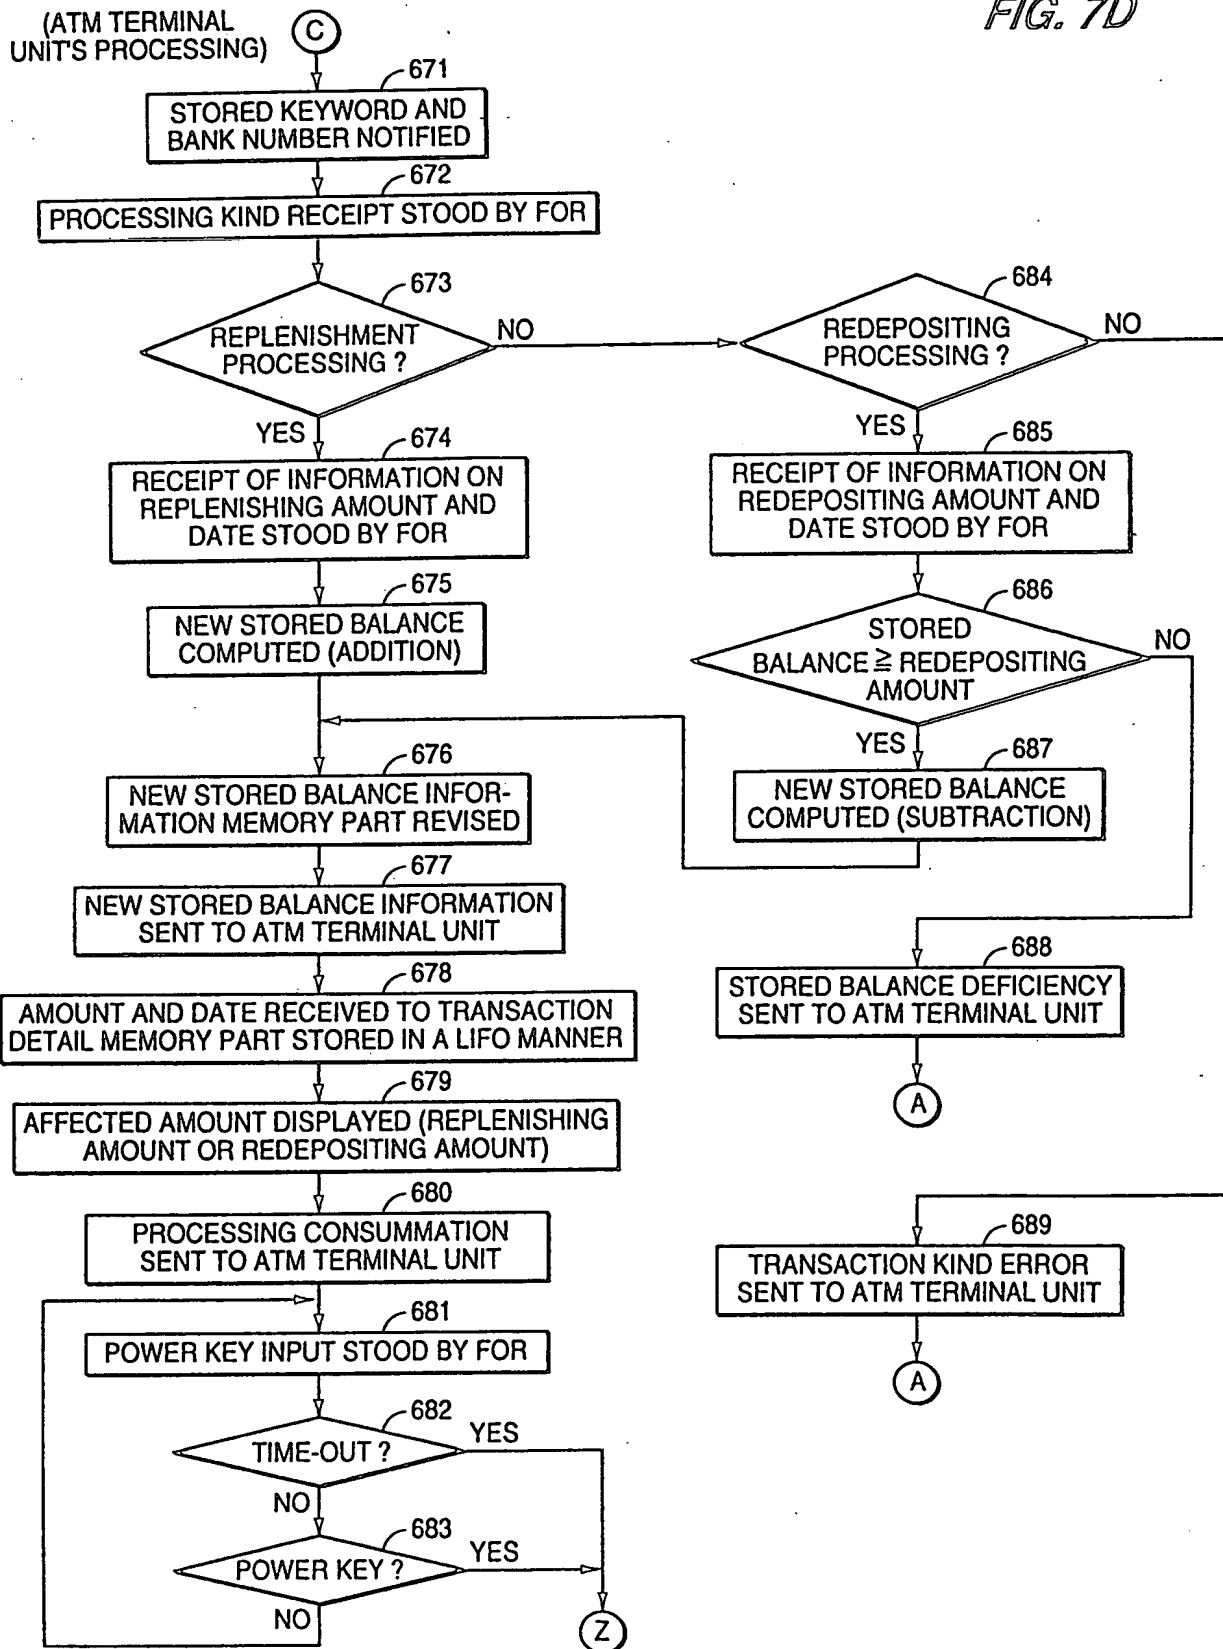 FIG. 7D
(ATM TERMINAL
UNIT'S PROCESSING)
C
671
STORED KEYWORD AND
BANK NUMBER NOTIFIED
672
PROCESSING KIND RECEIPT STOOD BY FOR
673
REPLENISHMENT
PROCESSING ?
NO
YES
674
RECEIPT OF INFORMATION ON
REPLENISHING AMOUNT AND
DATE STOOD BY FOR
675
NEW STORED BALANCE
COMPUTED (ADDITION)
676
NEW STORED BALANCE INFOR-
MATION MEMORY PART REVISED
677
NEW STORED BALANCE INFORMATION
SENT TO ATM TERMINAL UNIT
678
AMOUNT AND DATE RECEIVED TO TRANSACTION
DETAIL MEMORY PART STORED IN A LIFO MANNER
679
AFFECTED AMOUNT DISPLAYED (REPLENISHING
AMOUNT OR REDEPOSITING AMOUNT)
680
PROCESSING CONSUMMATION
SENT TO ATM TERMINAL UNIT
681
POWER KEY INPUT STOOD BY FOR
682
TIME-OUT ?
YES
NO
683
POWER KEY ?
YES
NO
Z
684
REDEPOSITING
PROCESSING ?
NO
YES
685
RECEIPT OF INFORMATION ON
REDEPOSITING AMOUNT AND
DATE STOOD BY FOR
686
STORED
BALANCE ≧ REDEPOSITING
AMOUNT
NO
YES
687
NEW STORED BALANCE
COMPUTED (SUBTRACTION)
688
STORED BALANCE DEFICIENCY
SENT TO ATM TERMINAL UNIT
A
689
TRANSACTION KIND ERROR
SENT TO ATM TERMINAL UNIT
A